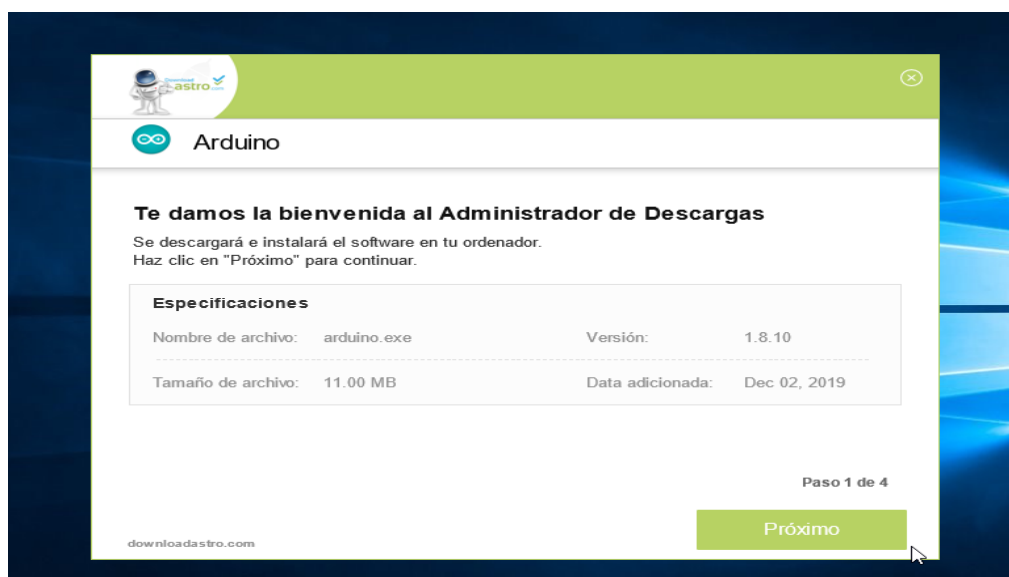 Download
astro
.com
Arduino
Te damos la bienvenida al Administrador de Descargas
Se descargará e instalará el software en tu ordenador.
Haz clic en "Próximo" para continuar.
Especificaciones
Nombre de archivo: arduino.exe Versión: 1.8.10
Tamaño de archivo: 11.00 MB Data adicionada: Dec 02, 2019
Paso 1 de 4
Próximo
downloadastro.com